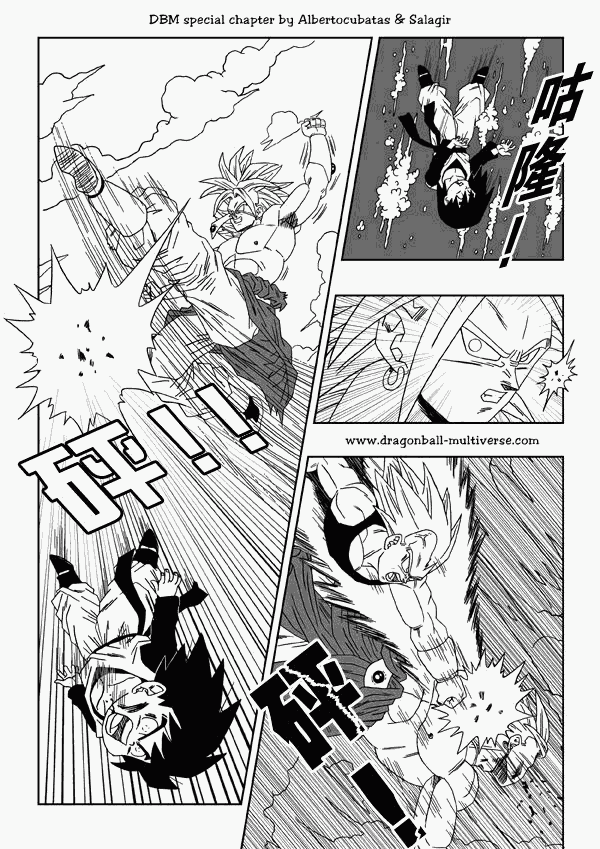 DBM special chapter by Albertocubatas & Salagir
咕隆!
砰!!
www.dragonball-multiverse.com
砰!